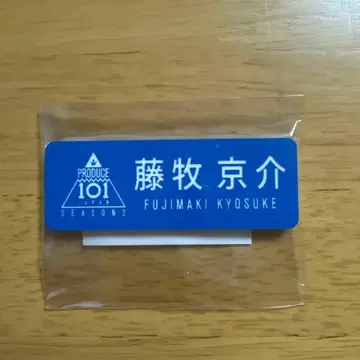 PRODUCE
101
JAPAN
SEASON2
藤牧 京介
FUJIMAKI KYOSUKE